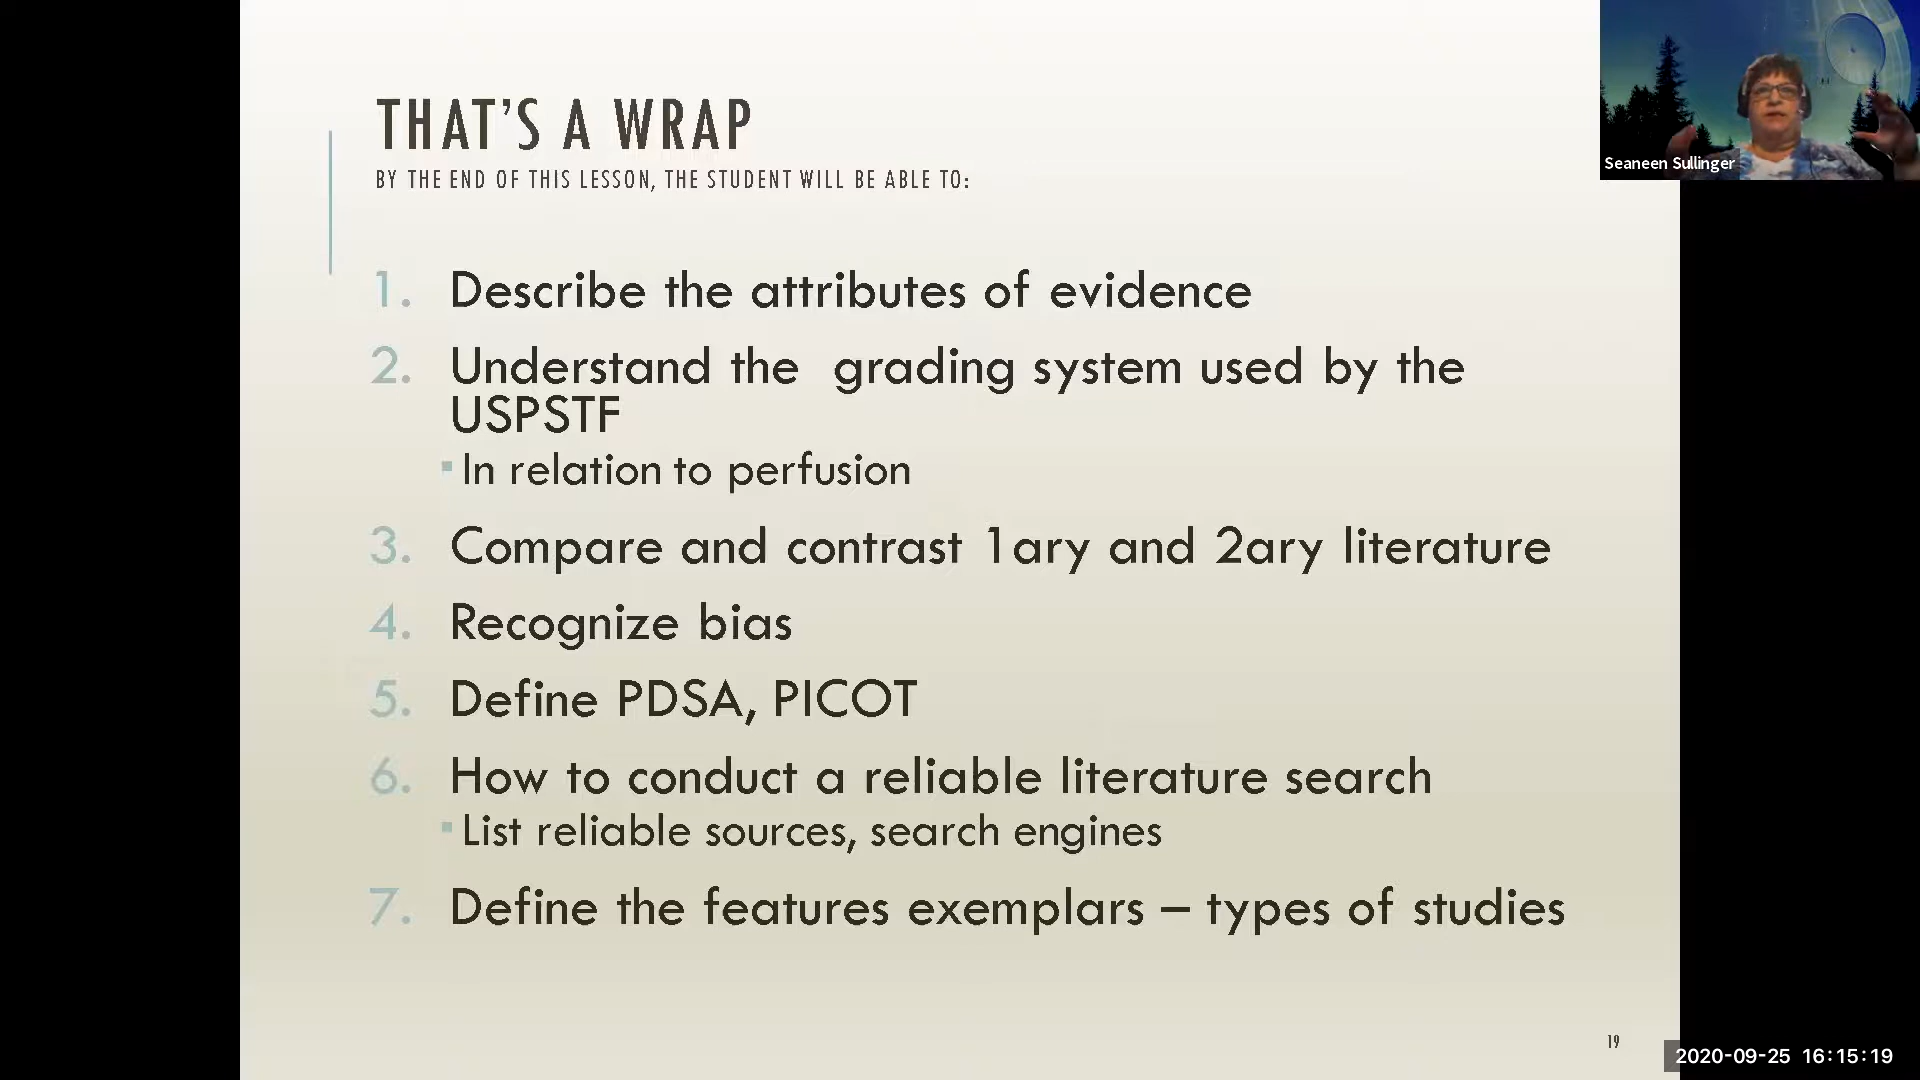 THAT'S A WRAP
BY THE END OF THIS LESSON, THE STUDENT WILL BE ABLE TO:
Seaneen Sullinger
1. Describe the attributes of evidence
2. Understand the  grading system used by the
USPSTF
▪ In relation to perfusion
3. Compare and contrast 1ary and 2ary literature
4. Recognize bias
5. Define PDSA, PICOT
6. How to conduct a reliable literature search
▪ List reliable sources, search engines
7. Define the features exemplars – types of studies
19
2020-09-25 16:15:19